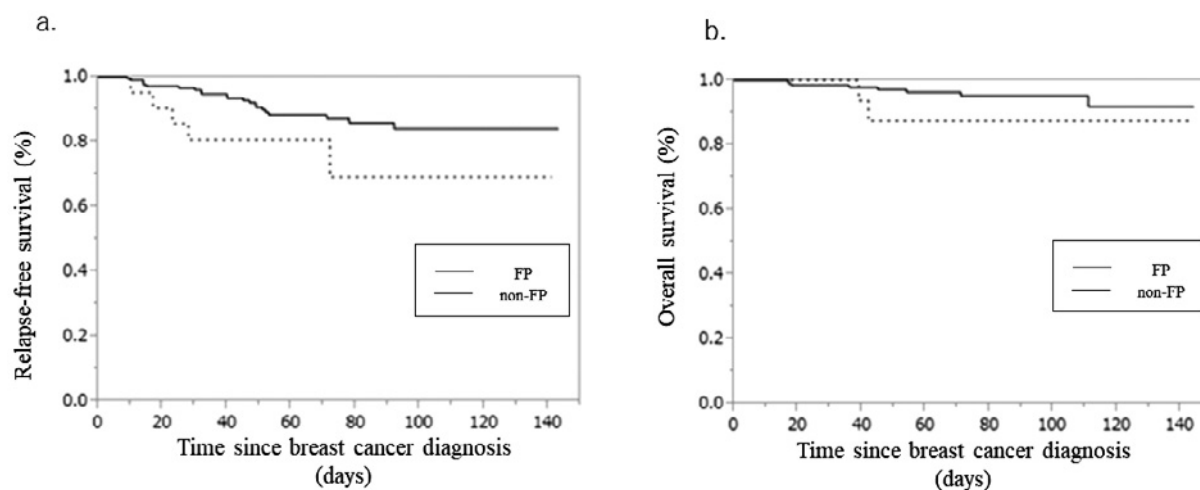 a.
Relapse-free survival (%)
1.0
0.8
0.6
0.4
0.2
0.0
FP
non-FP
0 20 40 60 80 100 120 140
Time since breast cancer diagnosis
(days)
b.
Overall survival (%)
1.0
0.8
0.6
0.4
0.2
0.0
FP
non-FP
0 20 40 60 80 100 120 140
Time since breast cancer diagnosis
(days)